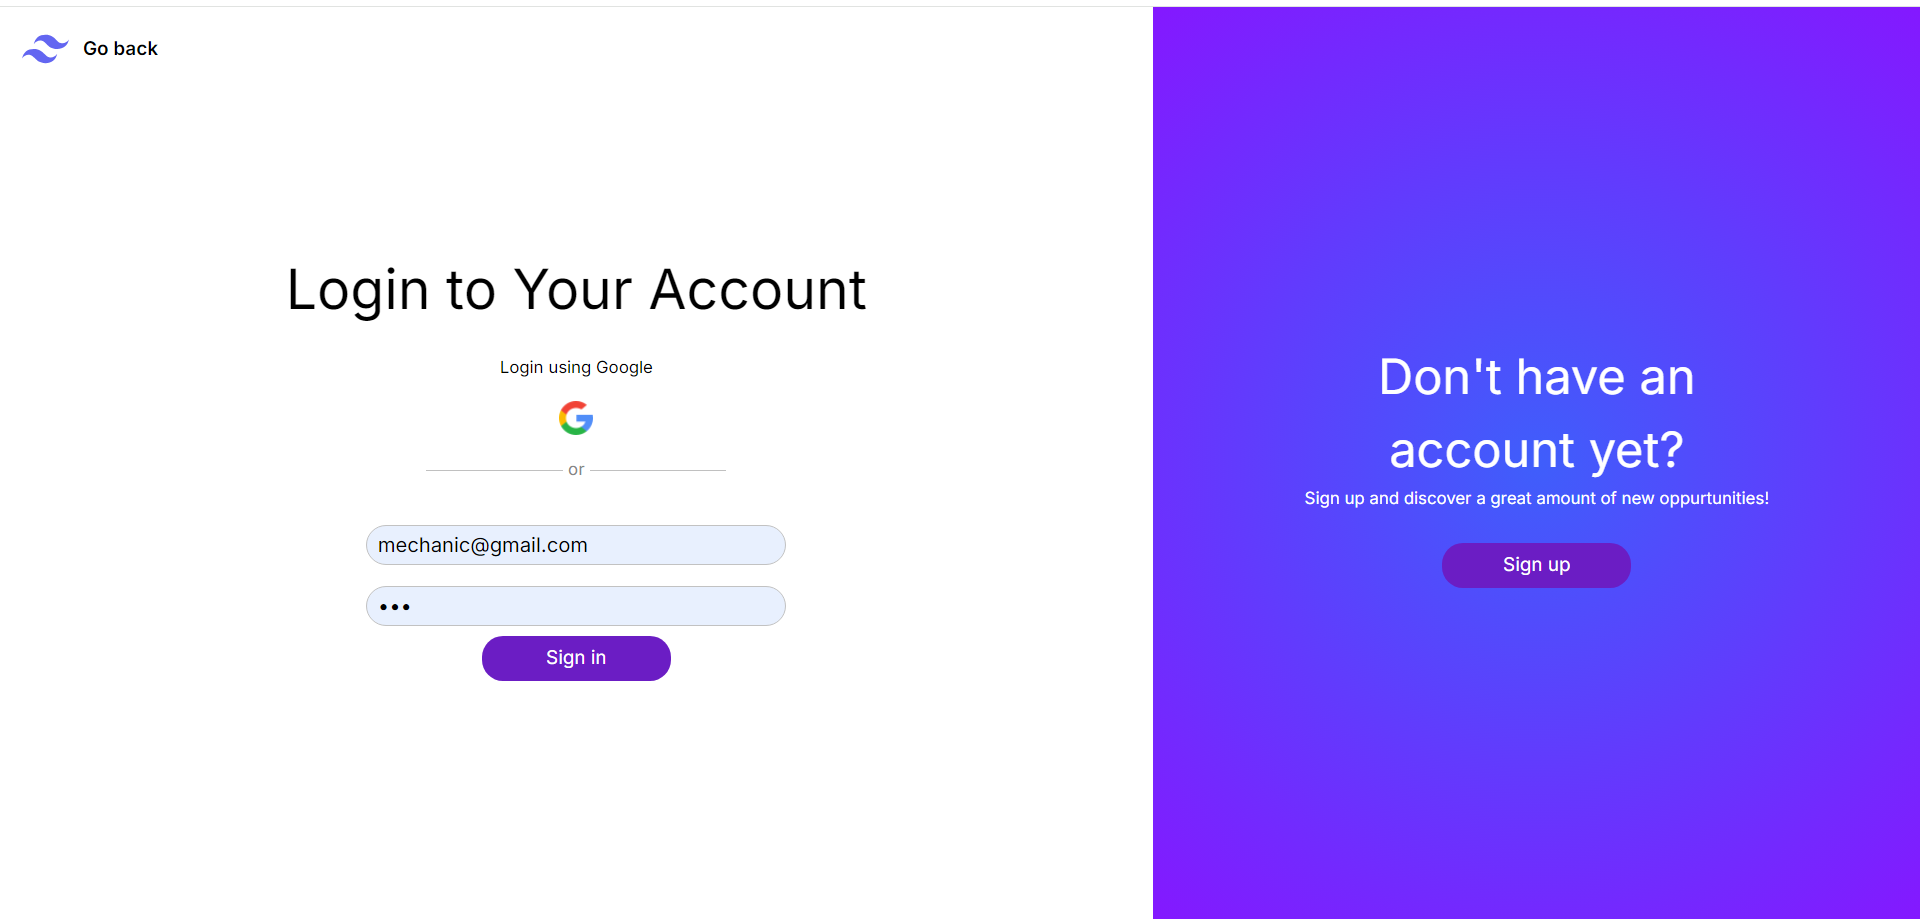 Go back
Login to Your Account
Login using Google
or
mechanic@gmail.com
•••
Sign in
Don't have an
account yet?
Sign up and discover a great amount of new oppurtunities!
Sign up